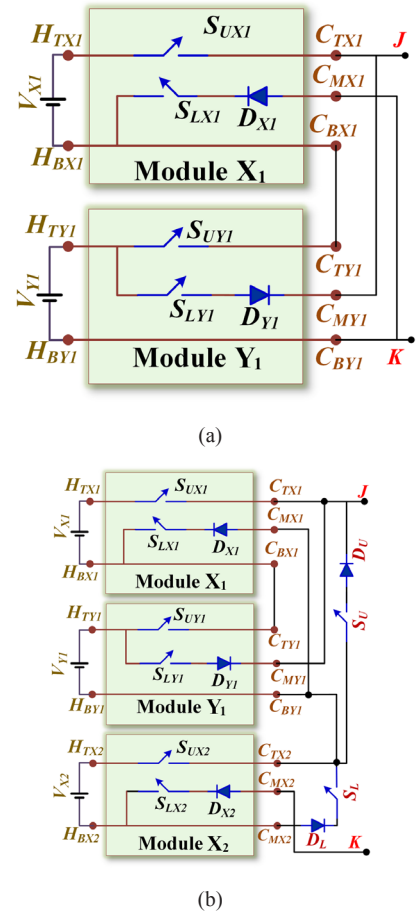 H_TX1
S_UX1
C_TX1
J
C_MX1
V_X1
S_LX1
D_X1
C_BX1
H_BX1
Module X₁
H_TY1
S_UY1
C_TY1
V_Y1
S_LY1
D_Y1
C_MY1
H_BY1
Module Y₁
C_BY1
K
(a)
H_TX1
S_UX1
C_TX1
J
C_MX1
V_X1
S_LX1
D_X1
C_BX1
D_U
H_BX1
Module X₁
H_TY1
S_UY1
C_TY1
S_U
V_Y1
S_LY1
D_Y1
C_MY1
H_BY1
Module Y₁
C_BY1
H_TX2
S_UX2
C_TX2
C_MX2
S_L
V_X2
S_LX2
D_X2
H_BX2
C_MX2
D_L
Module X₂
K
(b)